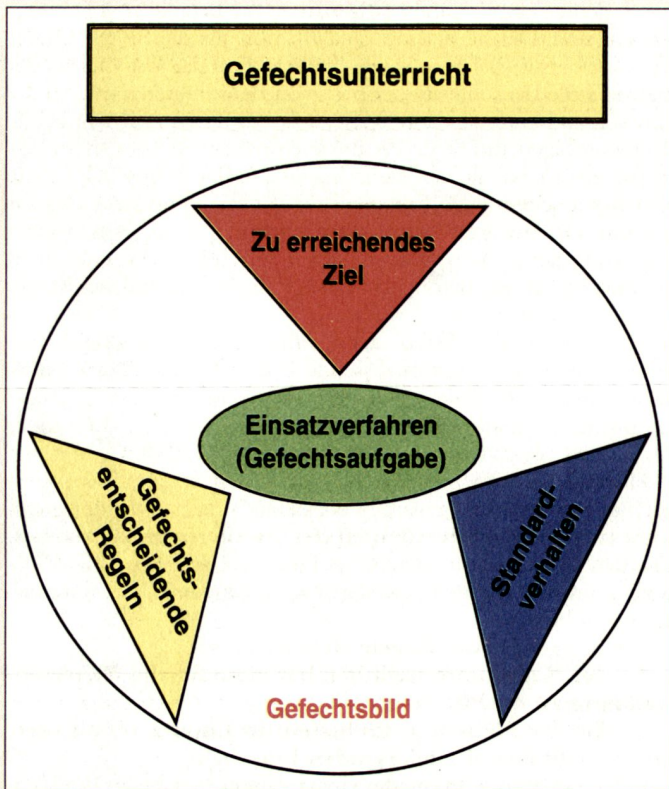 Gefechtsunterricht
Zu erreichendes
Ziel
Einsatzverfahren
(Gefechtsaufgabe)
Gefechts-
entscheidende
Regeln
Standard-
verhalten
Gefechtsbild